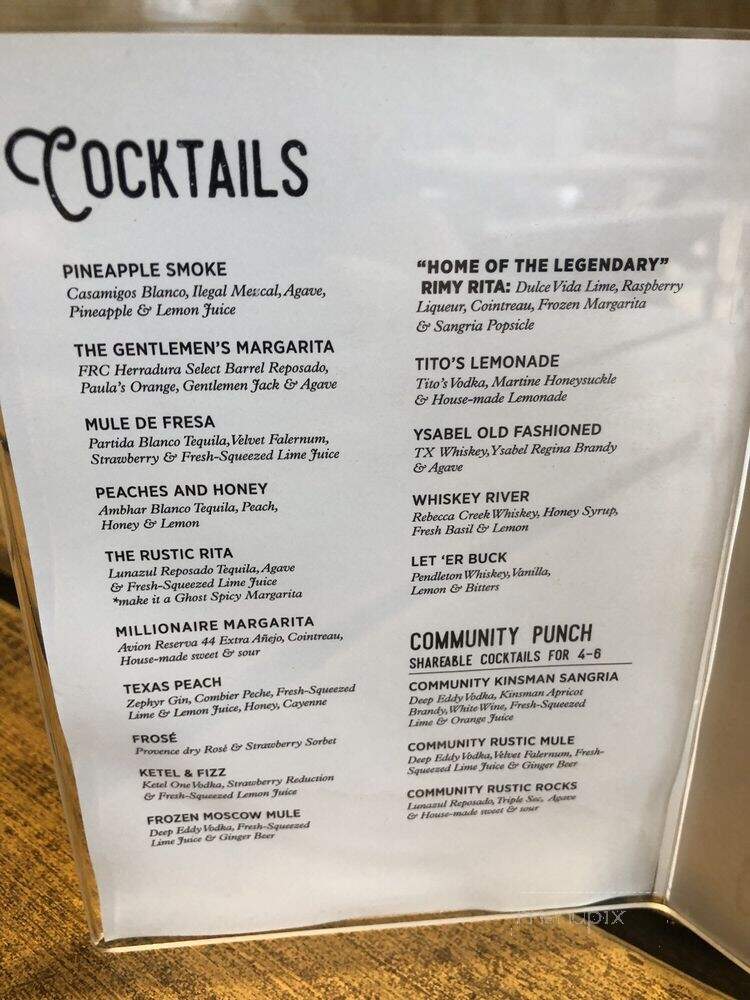 COCKTAILS
PINEAPPLE SMOKE
Casamigos Blanco, Ilegal Mezcal, Agave,
Pineapple & Lemon Juice
THE GENTLEMEN'S MARGARITA
FRC Herradura Select Barrel Reposado,
Paula's Orange, Gentlemen Jack & Agave
MULE DE FRESA
Partida Blanco Tequila, Velvet Falernum,
Strawberry & Fresh-Squeezed Lime Juice
PEACHES AND HONEY
Ambhar Blanco Tequila, Peach,
Honey & Lemon
THE RUSTIC RITA
Lunazul Reposado Tequila, Agave
& Fresh-Squeezed Lime Juice
*make it a Ghost Spicy Margarita
MILLIONAIRE MARGARITA
Avion Reserva 44 Extra Añejo, Cointreau,
House-made sweet & sour
TEXAS PEACH
Zephyr Gin, Combier Peche, Fresh-Squeezed
Lime & Lemon Juice, Honey, Cayenne
FROSÉ
Provence dry Rosé & Strawberry Sorbet
KETEL & FIZZ
Ketel One Vodka, Strawberry Reduction
& Fresh-Squeezed Lemon Juice
FROZEN MOSCOW MULE
Deep Eddy Vodka, Fresh-Squeezed
Lime Juice & Ginger Beer
"HOME OF THE LEGENDARY"
RIMY RITA: Dulce Vida Lime, Raspberry
Liqueur, Cointreau, Frozen Margarita
& Sangria Popsicle
TITO'S LEMONADE
Tito's Vodka, Martine Honeysuckle
& House-made Lemonade
YSABEL OLD FASHIONED
TX Whiskey, Ysabel Regina Brandy
& Agave
WHISKEY RIVER
Rebecca Creek Whiskey, Honey Syrup,
Fresh Basil & Lemon
LET 'ER BUCK
Pendleton Whiskey, Vanilla,
Lemon & Bitters
COMMUNITY PUNCH
SHAREABLE COCKTAILS FOR 4-6
COMMUNITY KINSMAN SANGRIA
Deep Eddy Vodka, Kinsman Apricot
Brandy, White Wine, Fresh-Squeezed
Lime & Orange Juice
COMMUNITY RUSTIC MULE
Deep Eddy Vodka, Velvet Falernum, Fresh-
Squeezed Lime Juice & Ginger Beer
COMMUNITY RUSTIC ROCKS
Lunazul Reposado, Triple Sec, Agave
& House-made sweet & sour
menupix